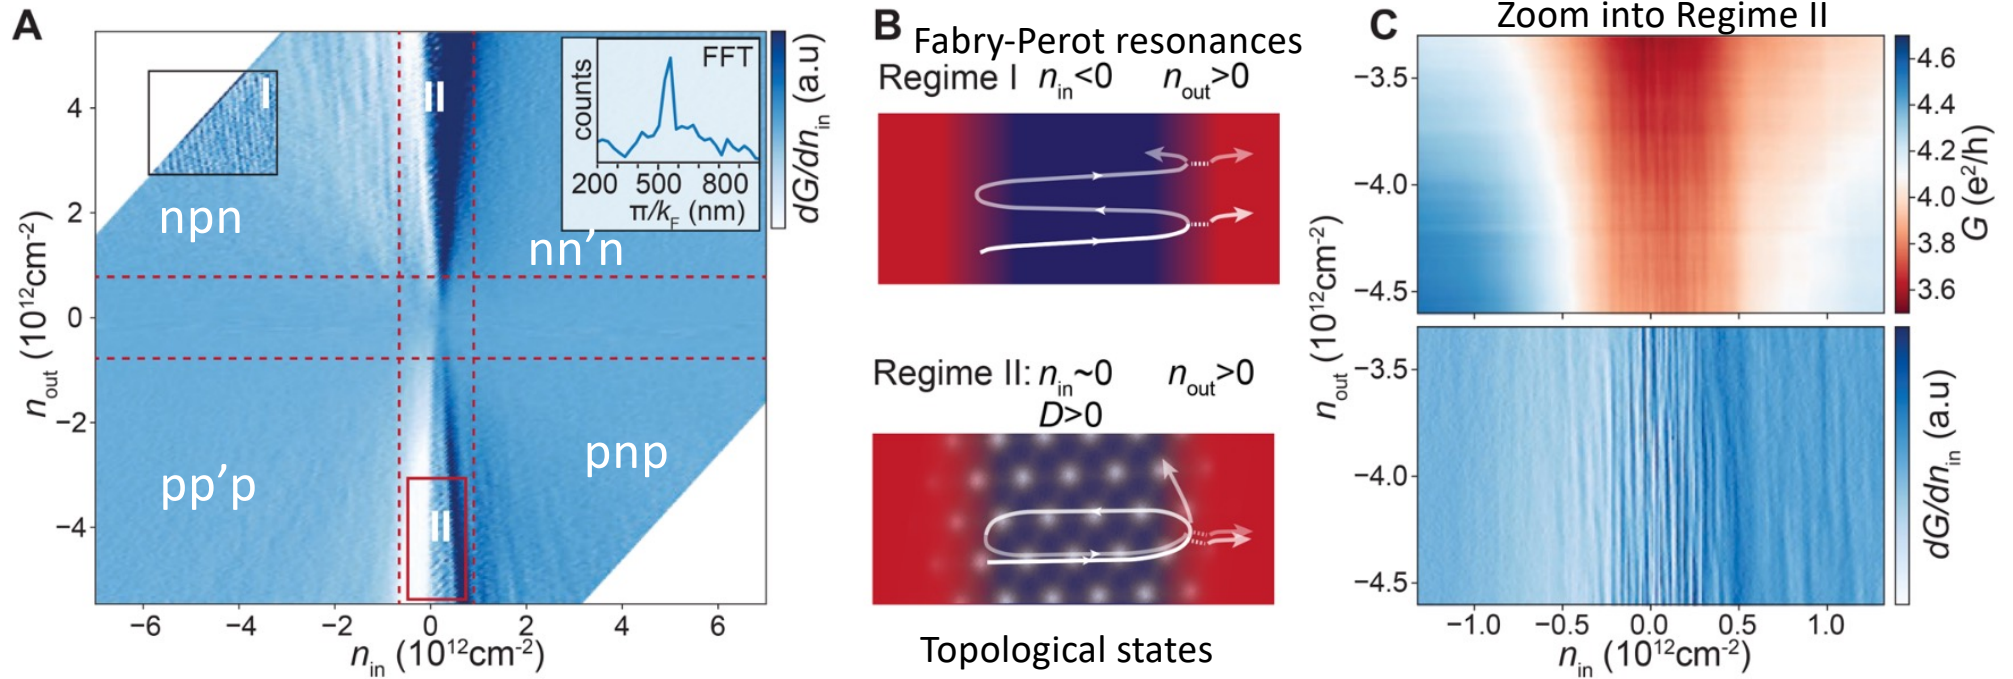 A
I
II
FFT
counts
200 500 800
π/k_F (nm)
dG/dn_in (a.u)
npn
nn’n
pp’p
pnp
II
4
2
0
−2
−4
n_out (10^12cm^-2)
−6 −4 −2 0 2 4 6
n_in (10^12cm^-2)
B
Fabry-Perot resonances
Regime I n_in<0 n_out>0
Regime II: n_in~0 n_out>0
D>0
Topological states
C
Zoom into Regime II
−3.5
−4.0
−4.5
4.6
4.4
4.2
4.0
3.8
3.6
G (e^2/h)
n_out (10^12cm^-2)
−3.5
−4.0
−4.5
dG/dn_in (a.u)
−1.0 −0.5 0.0 0.5 1.0
n_in (10^12cm^-2)